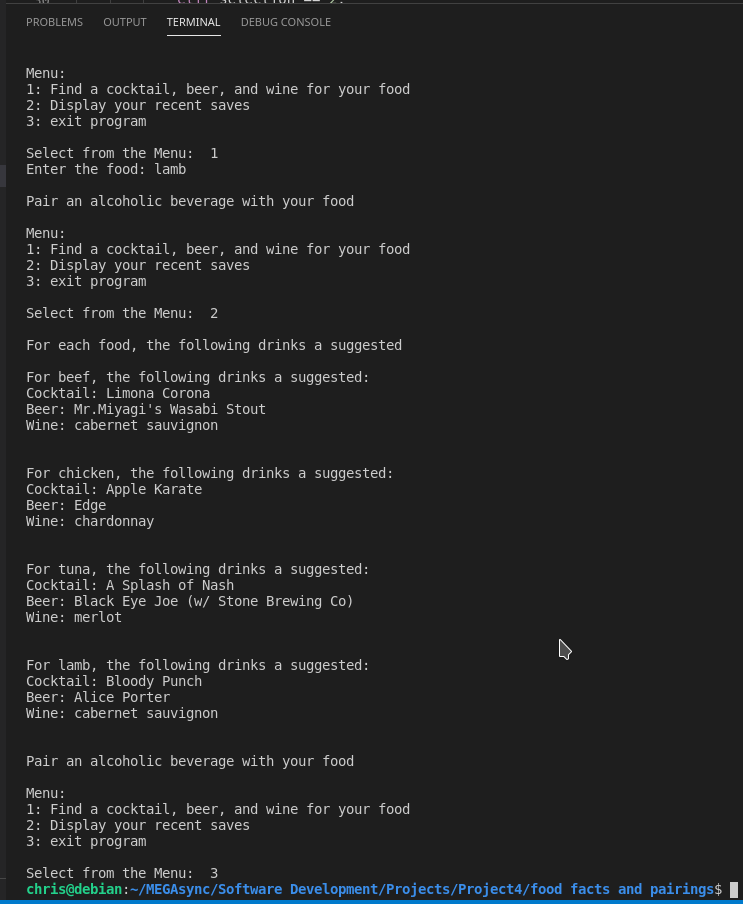 PROBLEMS OUTPUT TERMINAL DEBUG CONSOLE
Menu:
1: Find a cocktail, beer, and wine for your food
2: Display your recent saves
3: exit program
Select from the Menu:  1
Enter the food: lamb
Pair an alcoholic beverage with your food
Menu:
1: Find a cocktail, beer, and wine for your food
2: Display your recent saves
3: exit program
Select from the Menu:  2
For each food, the following drinks a suggested
For beef, the following drinks a suggested:
Cocktail: Limona Corona
Beer: Mr.Miyagi's Wasabi Stout
Wine: cabernet sauvignon
For chicken, the following drinks a suggested:
Cocktail: Apple Karate
Beer: Edge
Wine: chardonnay
For tuna, the following drinks a suggested:
Cocktail: A Splash of Nash
Beer: Black Eye Joe (w/ Stone Brewing Co)
Wine: merlot
For lamb, the following drinks a suggested:
Cocktail: Bloody Punch
Beer: Alice Porter
Wine: cabernet sauvignon
Pair an alcoholic beverage with your food
Menu:
1: Find a cocktail, beer, and wine for your food
2: Display your recent saves
3: exit program
Select from the Menu:  3
chris@debian:~/MEGAsync/Software Development/Projects/Project4/food facts and pairings$